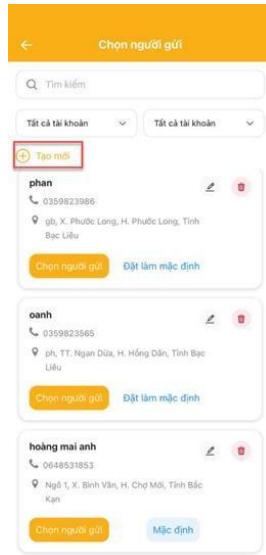 Chọn người gửi
Tìm kiếm
Tất cả tài khoản Tất cả tài khoản
Tạo mới
phan
0359823986
gb, X. Phước Long, H. Phước Long, Tỉnh
Bạc Liêu
Chọn người gửi Đặt làm mặc định
oanh
0359823565
ph, TT. Ngan Dừa, H. Hồng Dân, Tỉnh Bạc
Liêu
Chọn người gửi Đặt làm mặc định
hoàng mai anh
0648531853
Ngõ 1, X. Bình Văn, H. Chợ Mới, Tỉnh Bắc
Kạn
Chọn người gửi Mặc định